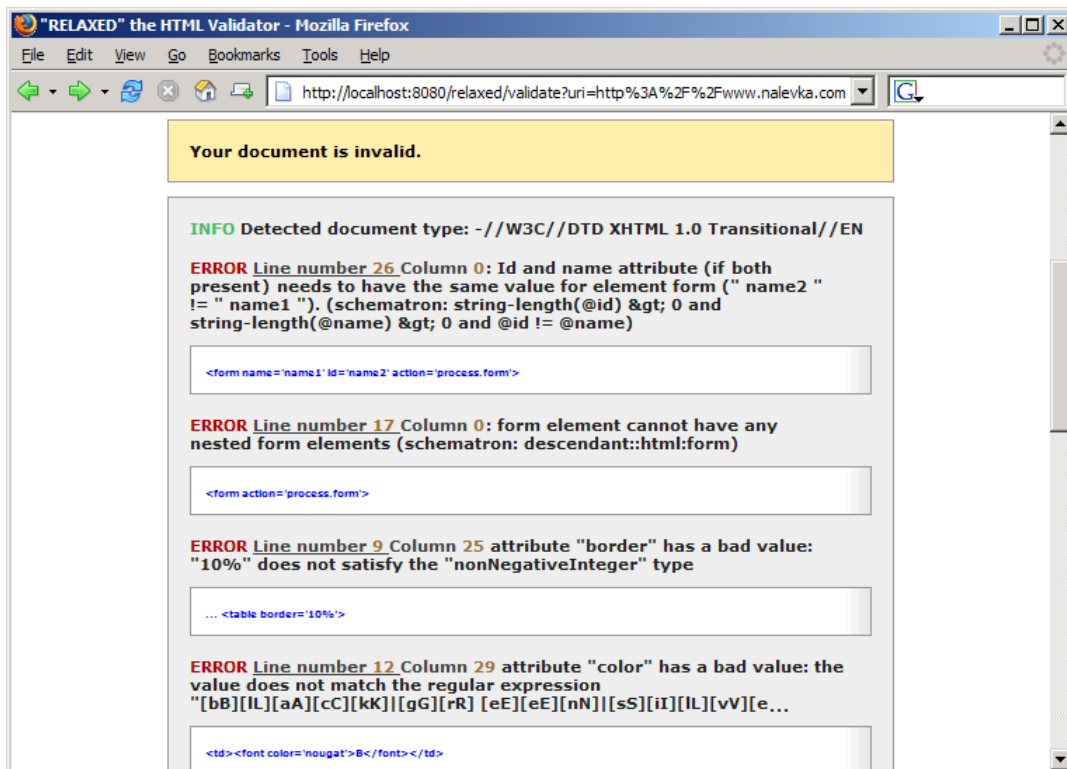 "RELAXED" the HTML Validator - Mozilla Firefox
File Edit View Go Bookmarks Tools Help
http://localhost:8080/relaxed/validate?uri=http%3A%2F%2Fwww.nalevka.com
G
Your document is invalid.
INFO Detected document type: -//W3C//DTD XHTML 1.0 Transitional//EN
ERROR Line number 26 Column 0: Id and name attribute (if both
present) needs to have the same value for element form (" name2 "
!= " name1 "). (schematron: string-length(@id) &gt; 0 and
string-length(@name) &gt; 0 and @id != @name)
<form name='name1' id='name2' action='process.form'>
ERROR Line number 17 Column 0: form element cannot have any
nested form elements (schematron: descendant::html:form)
<form action='process.form'>
ERROR Line number 9 Column 25 attribute "border" has a bad value:
"10%" does not satisfy the "nonNegativeInteger" type
... <table border='10%'>
ERROR Line number 12 Column 29 attribute "color" has a bad value: the
value does not match the regular expression
"[bB][lL][aA][cC][kK]|[gG][rR] [eE][eE][nN]|[sS][iI][lL][vV][e...
<td><font color='nougat'>B</font></td>